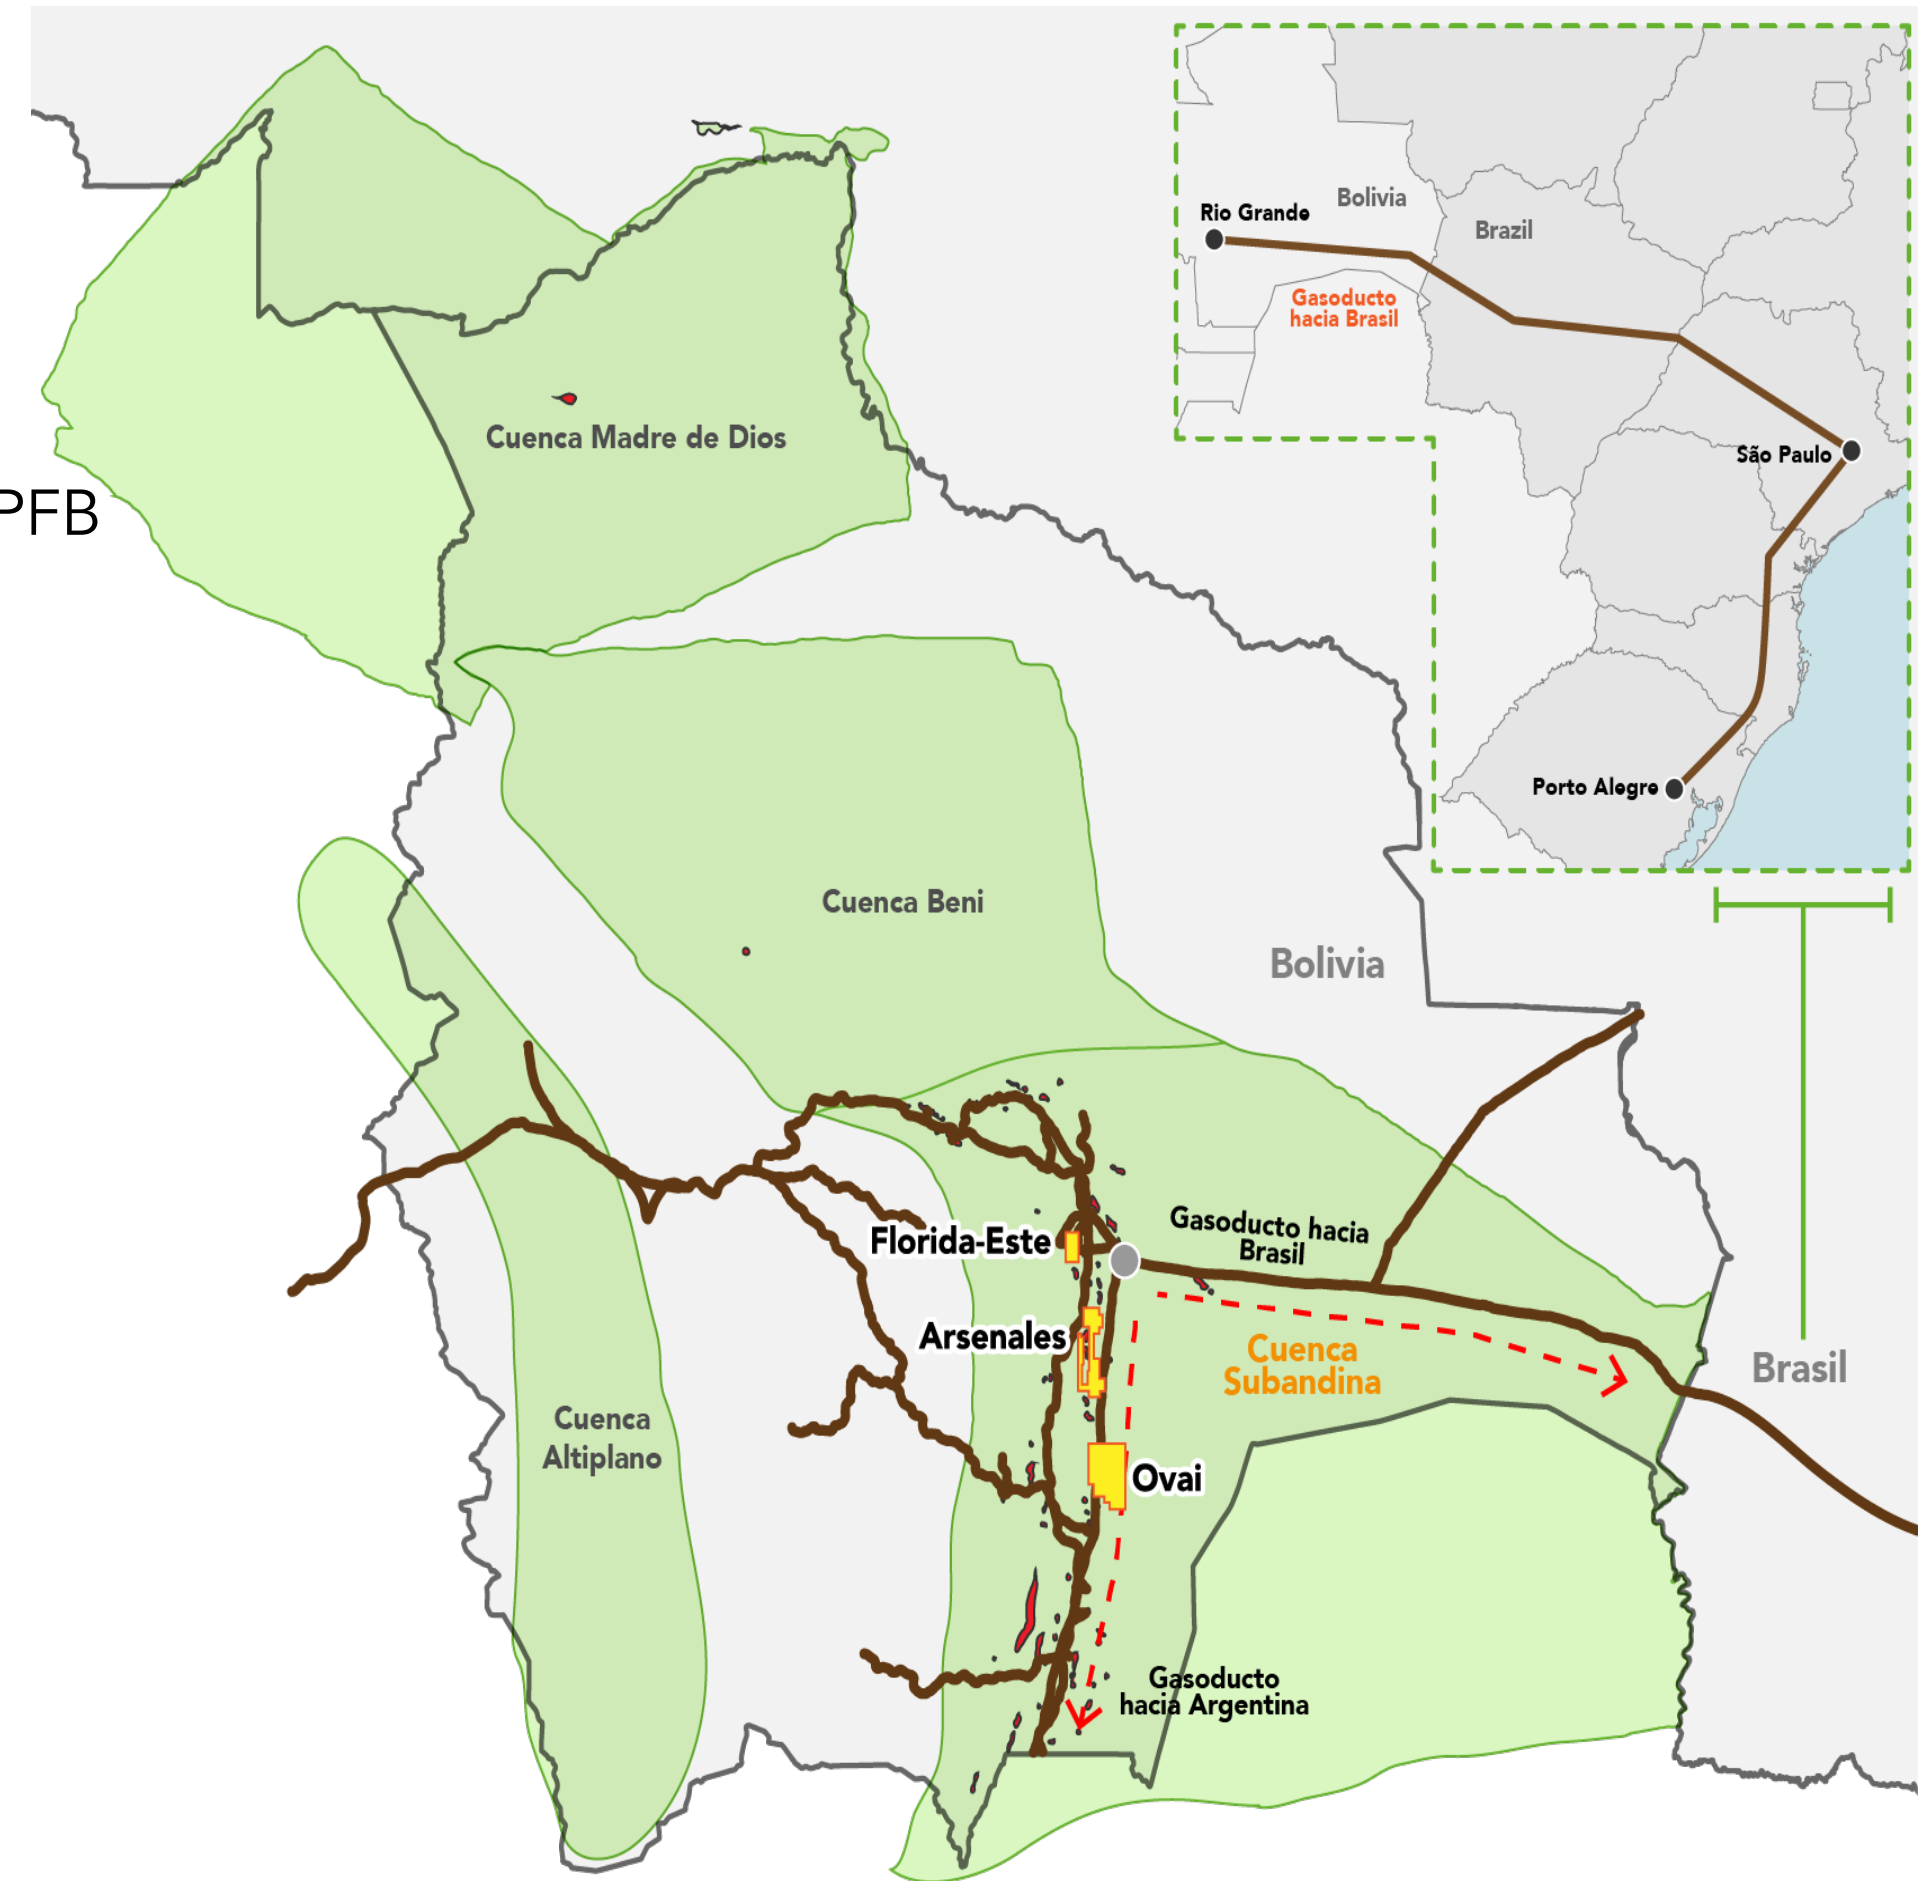 Bolivia
Rio Grande
Brazil
Gasoducto
hacia Brasil
São Paulo
Porto Alegre
Cuenca Madre de Dios
PFB
Cuenca Beni
Bolivia
Gasoducto hacia
Brasil
Florida-Este
Arsenales
Cuenca
Subandina
Brasil
Cuenca
Altiplano
Ovai
Gasoducto
hacia Argentina